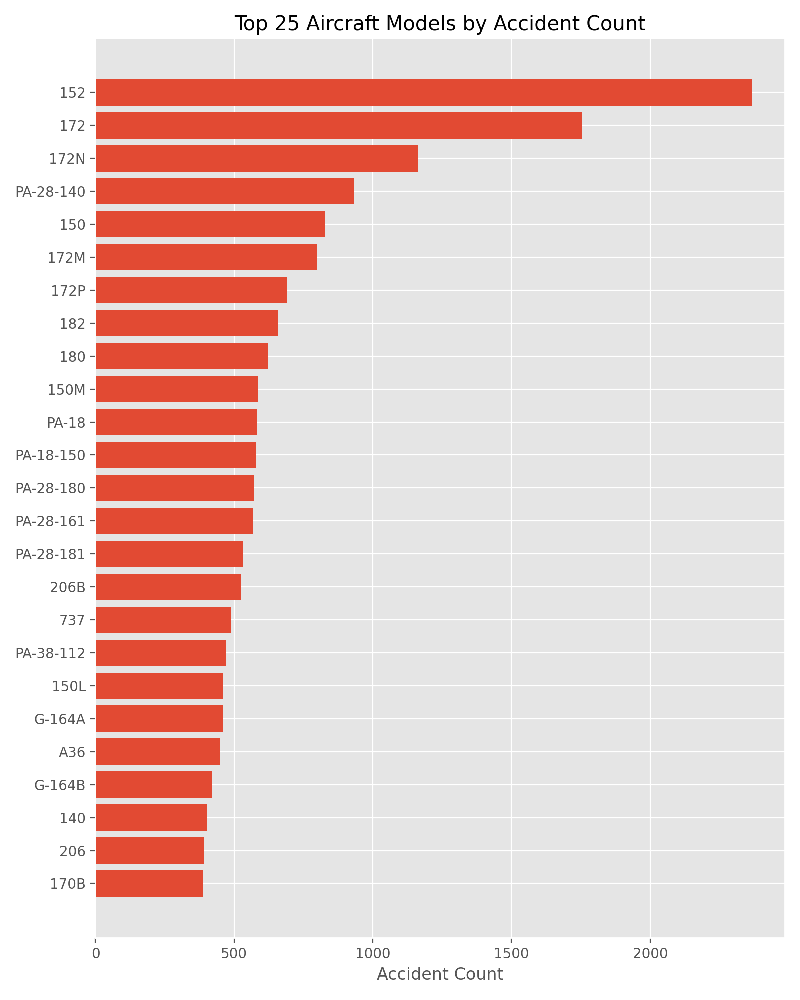 Top 25 Aircraft Models by Accident Count
152
172
172N
PA-28-140
150
172M
172P
182
180
150M
PA-18
PA-18-150
PA-28-180
PA-28-161
PA-28-181
206B
737
PA-38-112
150L
G-164A
A36
G-164B
140
206
170B
0 500 1000 1500 2000
Accident Count